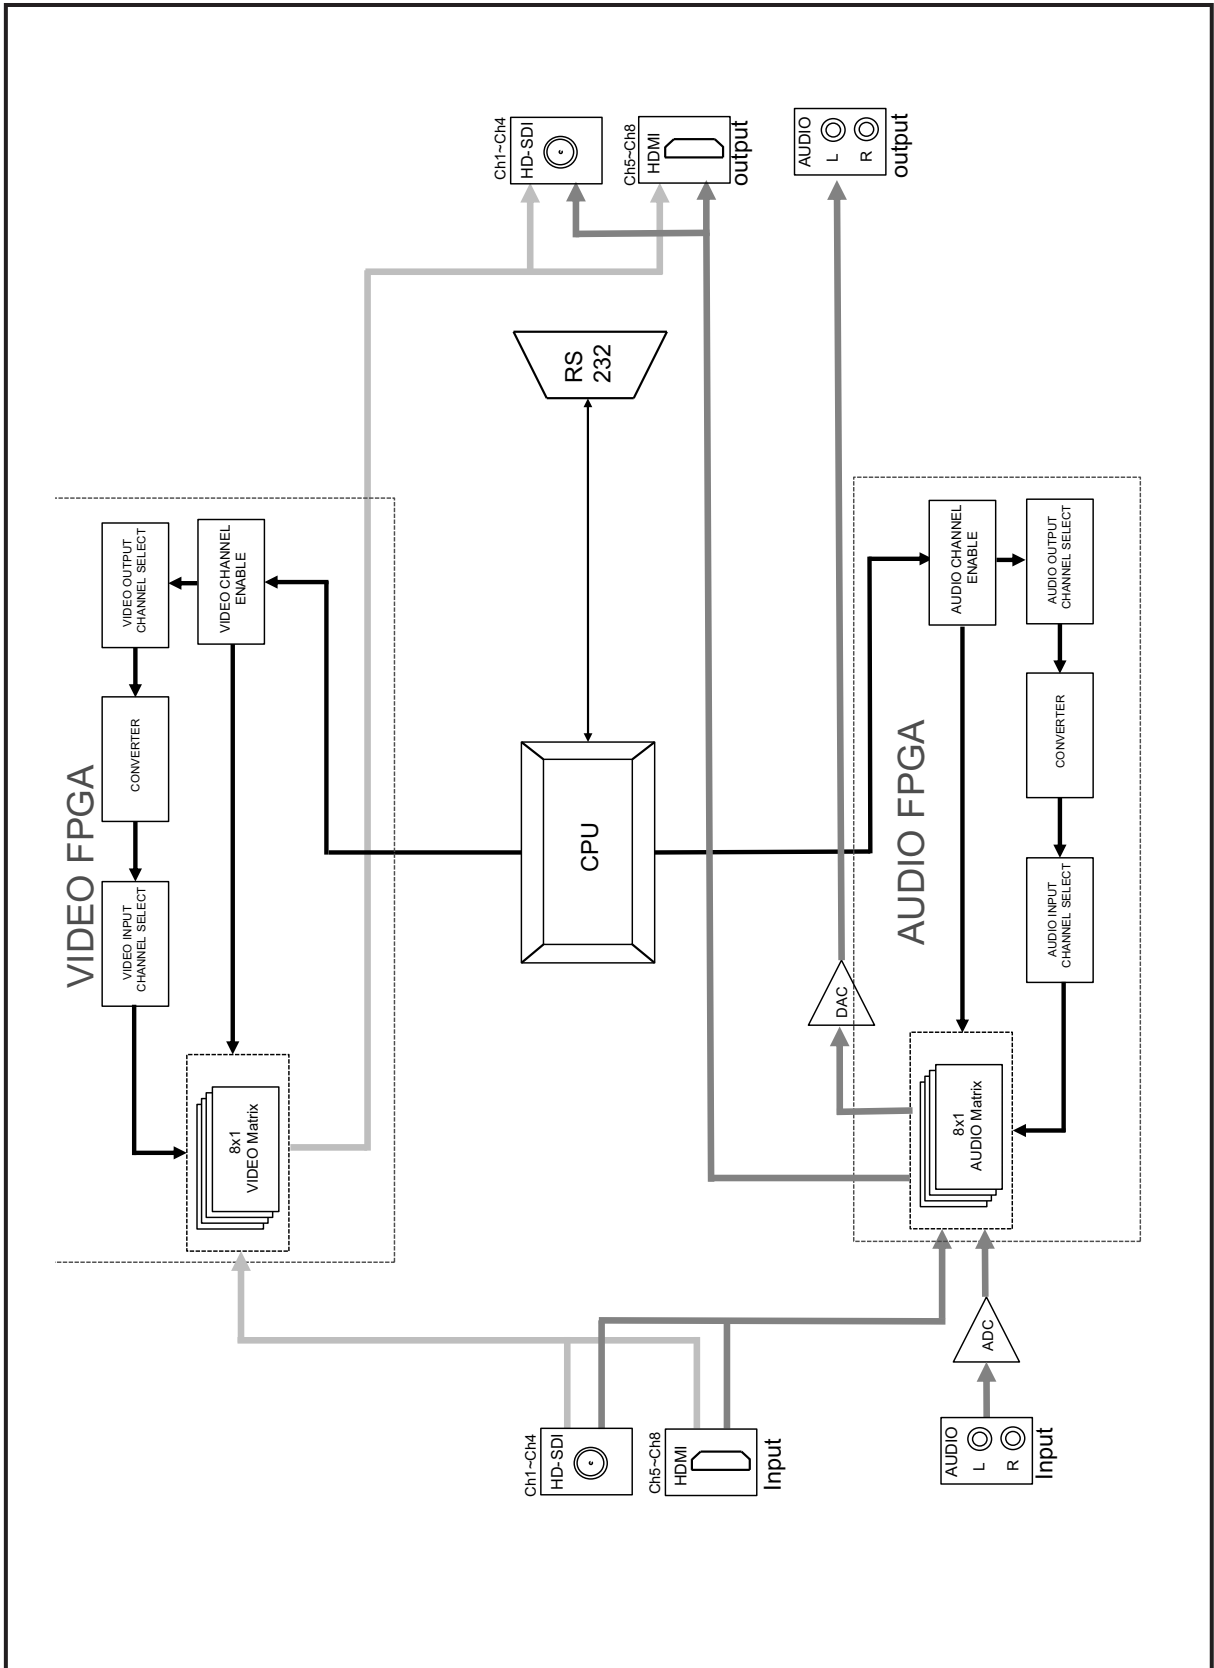 VIDEO FPGA
VIDEO INPUT
CHANNEL SELECT
CONVERTER
VIDEO OUTPUT
CHANNEL SELECT
VIDEO CHANNEL
ENABLE
8x1
VIDEO Matrix
Ch1~Ch4
HD-SDI
Ch5~Ch8
HDMI
Input
CPU
RS
232
Ch1~Ch4
HD-SDI
Ch5~Ch8
HDMI
output
AUDIO
L
R
output
DAC
AUDIO FPGA
AUDIO CHANNEL
ENABLE
8x1
AUDIO Matrix
AUDIO INPUT
CHANNEL SELECT
CONVERTER
AUDIO OUTPUT
CHANNEL SELECT
ADC
AUDIO
L
R
Input